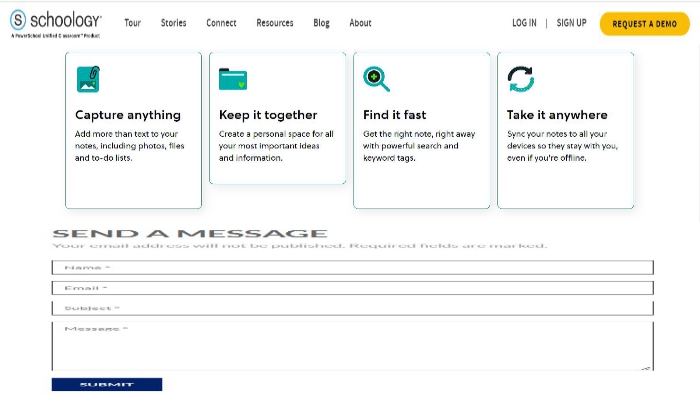 S schoology
A PowerSchool Unified Classroom™ Product
Tour Stories Connect Resources Blog About
LOG IN | SIGN UP REQUEST A DEMO
Capture anything
Add more than text to your
notes, including photos, files
and to-do lists.
Keep it together
Create a personal space for all
your most important ideas
and information.
Find it fast
Get the right note, right away
with powerful search and
keyword tags.
Take it anywhere
Sync your notes to all your
devices so they stay with you,
even if you're offline.
SEND A MESSAGE
Your email address will not be published. Required fields are marked.
Name *
Email *
Subject *
Message *
SUBMIT